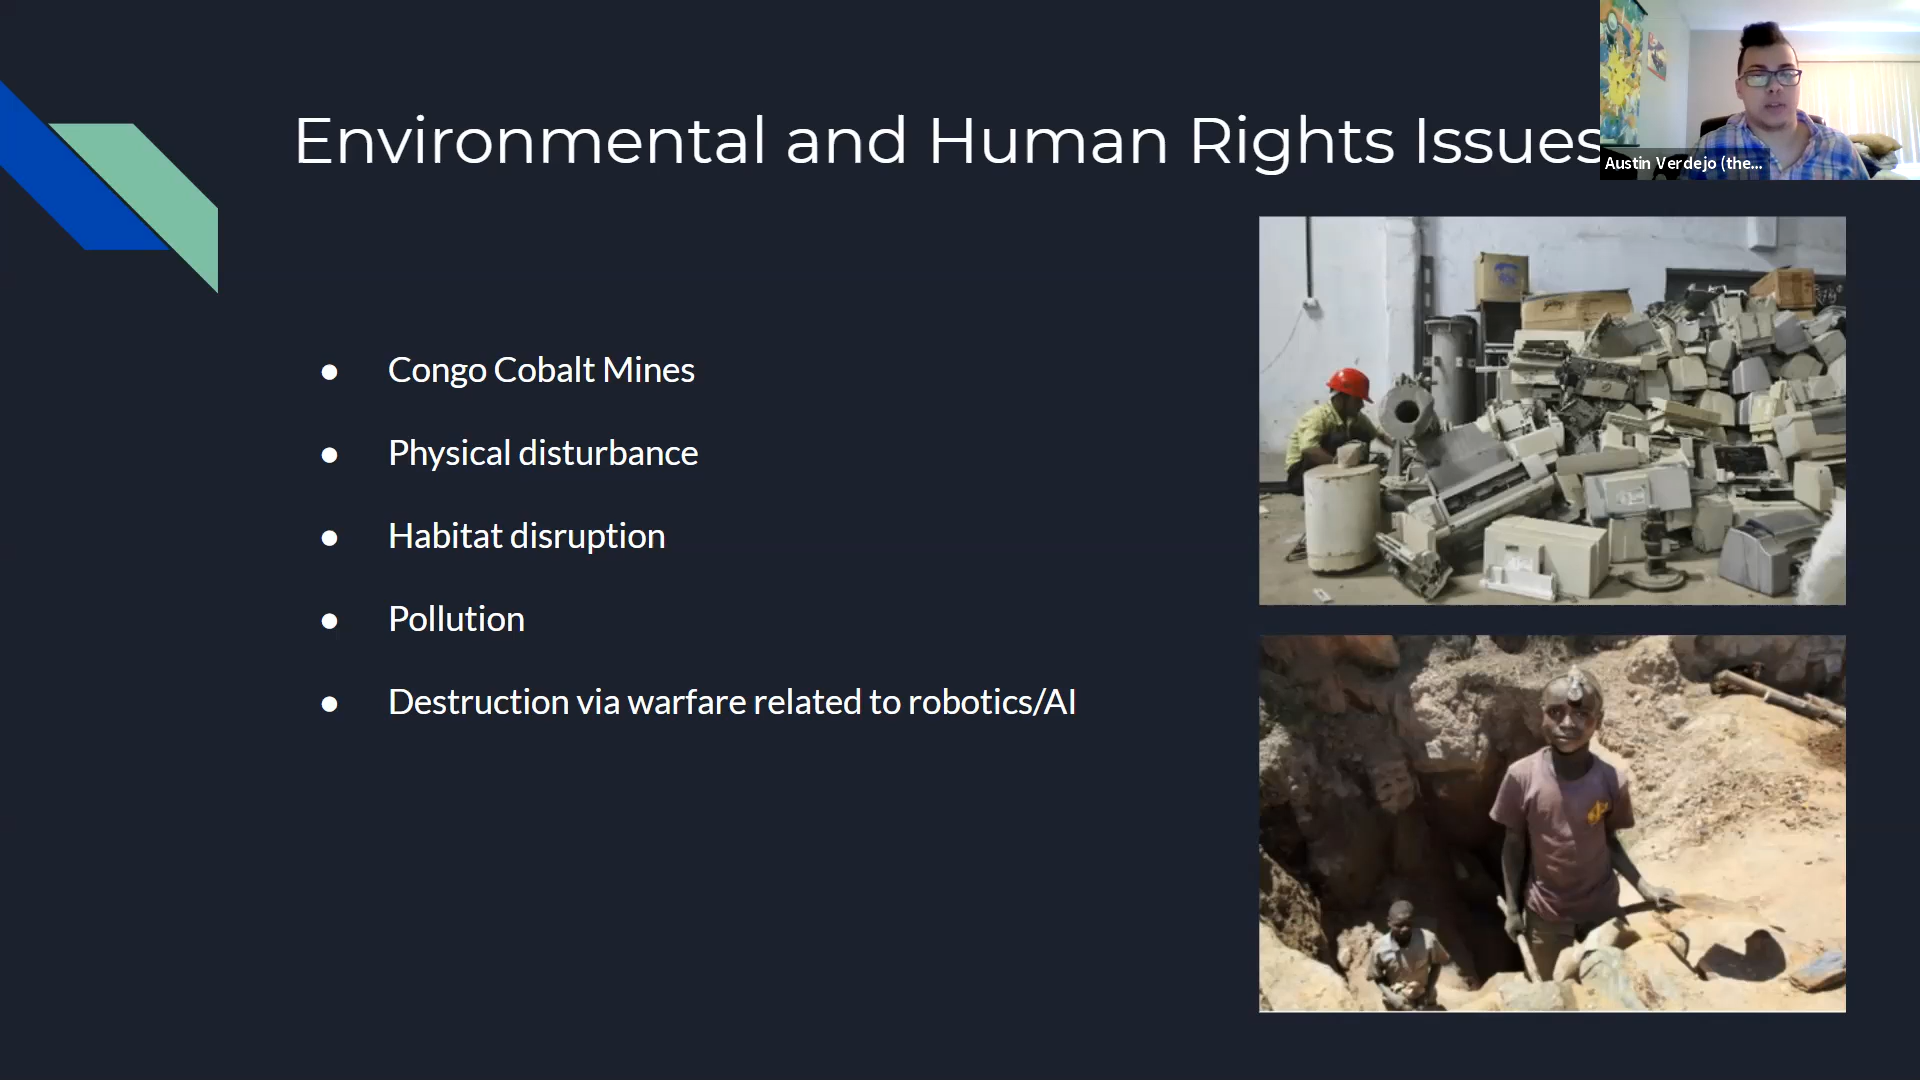 Environmental and Human Rights Issues
Austin Verdejo (the...
● Congo Cobalt Mines
● Physical disturbance
● Habitat disruption
● Pollution
● Destruction via warfare related to robotics/AI